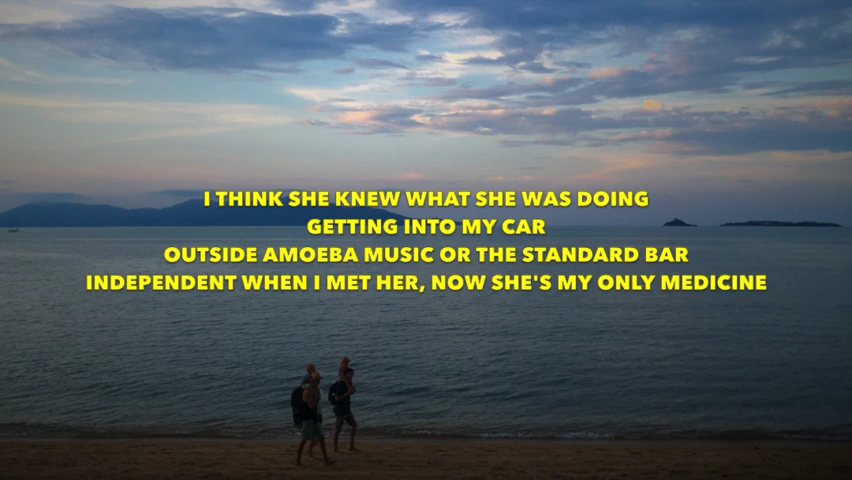 I THINK SHE KNEW WHAT SHE WAS DOING
GETTING INTO MY CAR
OUTSIDE AMOEBA MUSIC OR THE STANDARD BAR
INDEPENDENT WHEN I MET HER, NOW SHE'S MY ONLY MEDICINE